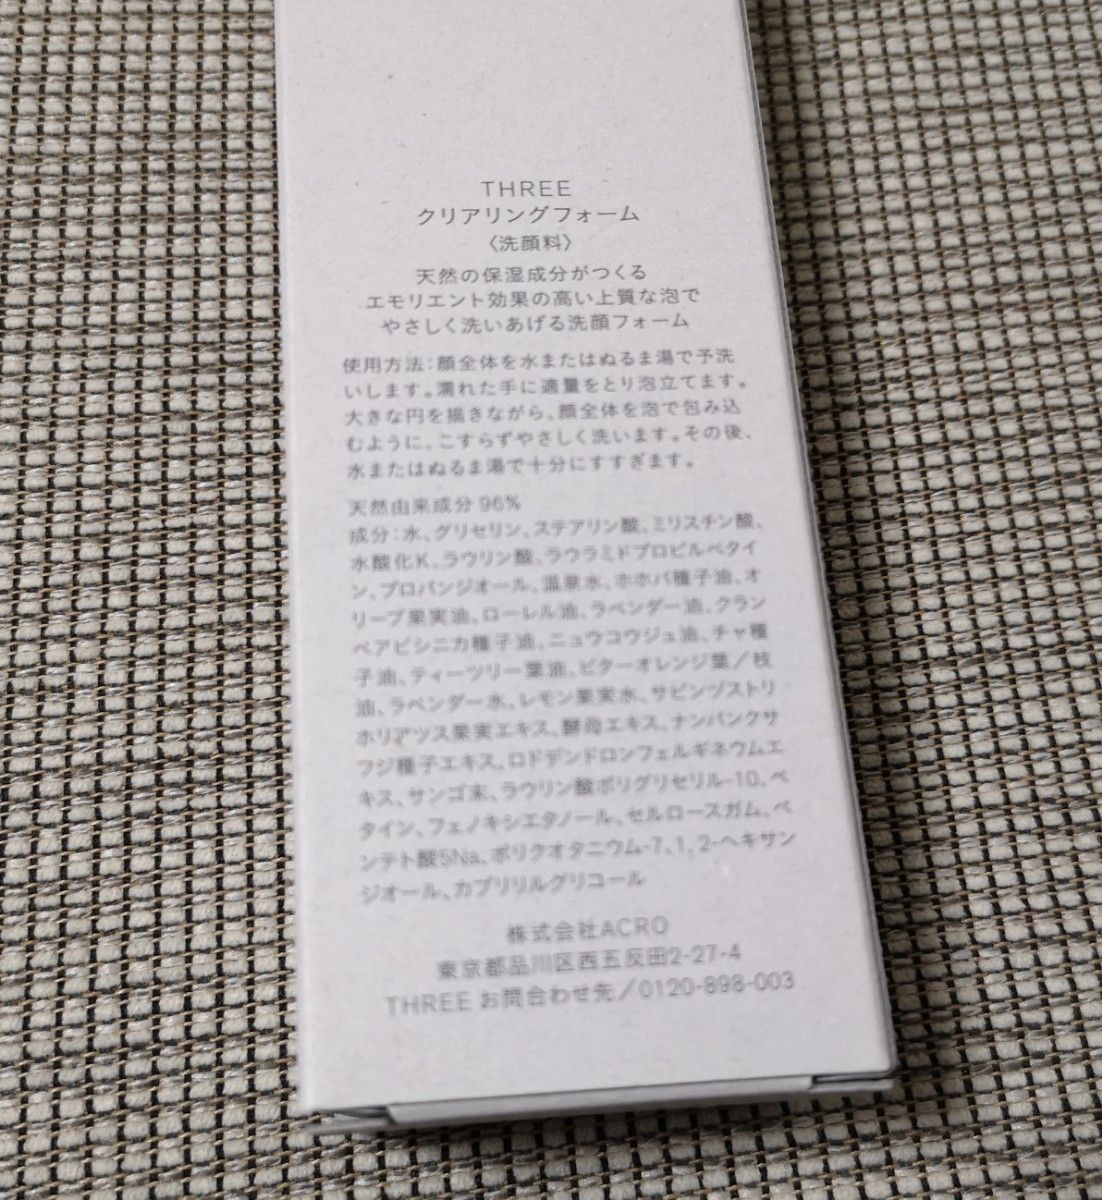 THREE
クリアリングフォーム
〈洗顔料〉
天然の保湿成分がつくる
エモリエント効果の高い上質な泡で
やさしく洗いあげる洗顔フォーム
使用方法：顔全体を水またはぬるま湯で予洗
いします。濡れた手に適量をとり泡立てます。
大きな円を描きながら、顔全体を泡で包み込
むように、こすらずやさしく洗います。その後、
水またはぬるま湯で十分にすすぎます。
天然由来成分 96%
成分：水、グリセリン、ステアリン酸、ミリスチン酸、
水酸化K、ラウリン酸、ラウラミドプロピルベタイ
ン、プロパンジオール、温泉水、ホホバ種子油、オ
リーブ果実油、ローレル油、ラベンダー油、クラン
ベアビシニカ種子油、ニュウコウジュ油、チャ種
子油、ティーツリー葉油、ビターオレンジ葉／枝
油、ラベンダー水、レモン果実水、サピンヅストリ
ホリアツス果実エキス、酵母エキス、ナンバンクサ
フジ種子エキス、ロドデンドロンフェルギネウムエ
キス、サンゴ末、ラウリン酸ポリグリセリル-10、ベ
タイン、フェノキシエタノール、セルロースガム、ペ
ンテト酸5Na、ポリクオタニウム-7、1,2-ヘキサン
ジオール、カプリリルグリコール
株式会社ACRO
東京都品川区西五反田2-27-4
THREE お問合わせ先／0120-898-003